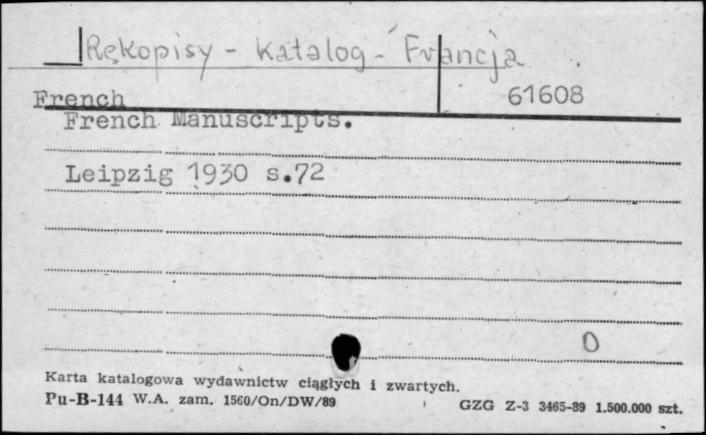 Rękopisy - Katalog - Francja
French 61608
French Manuscripts.
Leipzig 1930 s.72
0
Karta katalogowa wydawnictw ciągłych i zwartych.
Pu-B-144 W.A. zam. 1560/On/DW/89 GZG Z-3 3465-89 1.500.000 szt.